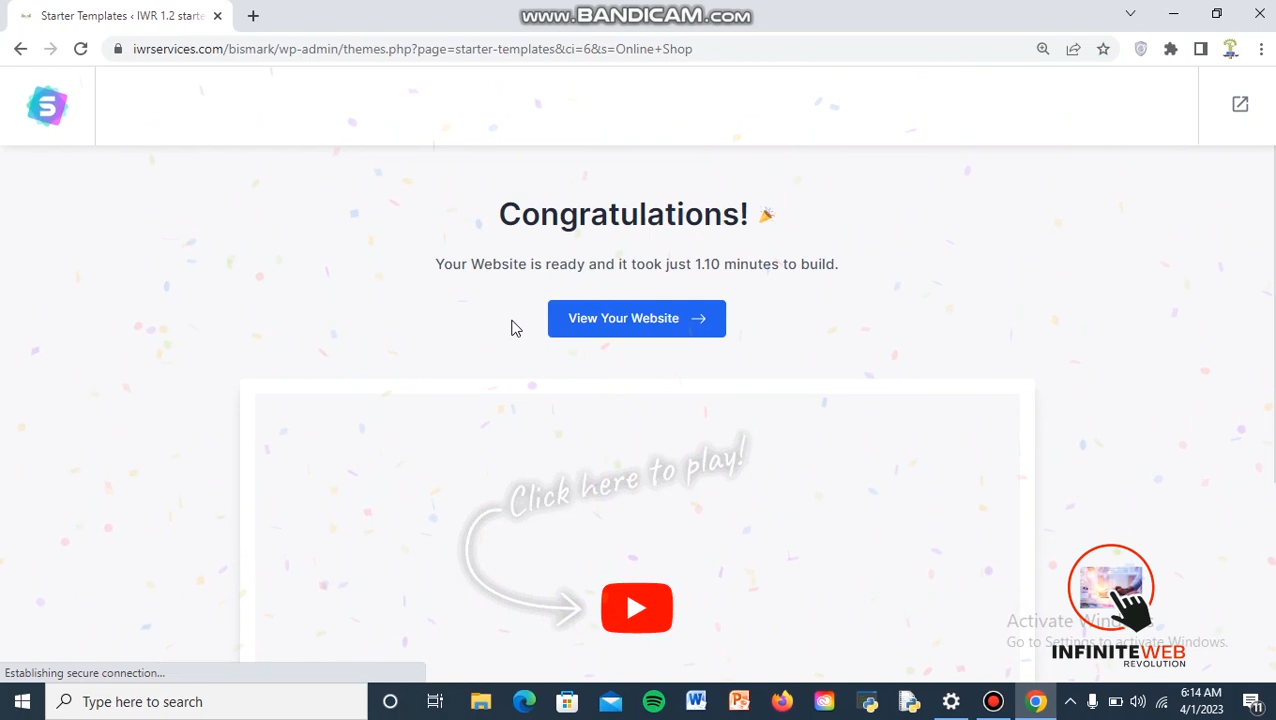 www.BANDICAM.com
Starter Templates ‹ IWR 1.2 starte
iwrservices.com/bismark/wp-admin/themes.php?page=starter-templates&ci=6&s=Online+Shop
S
Congratulations!
Your Website is ready and it took just 1.10 minutes to build.
View Your Website
Click here to play!
Activate Windows
Go to Settings to activate Windows.
INFINITEWEB
REVOLUTION
Establishing secure connection...
Type here to search
6:14 AM
4/1/2023
11